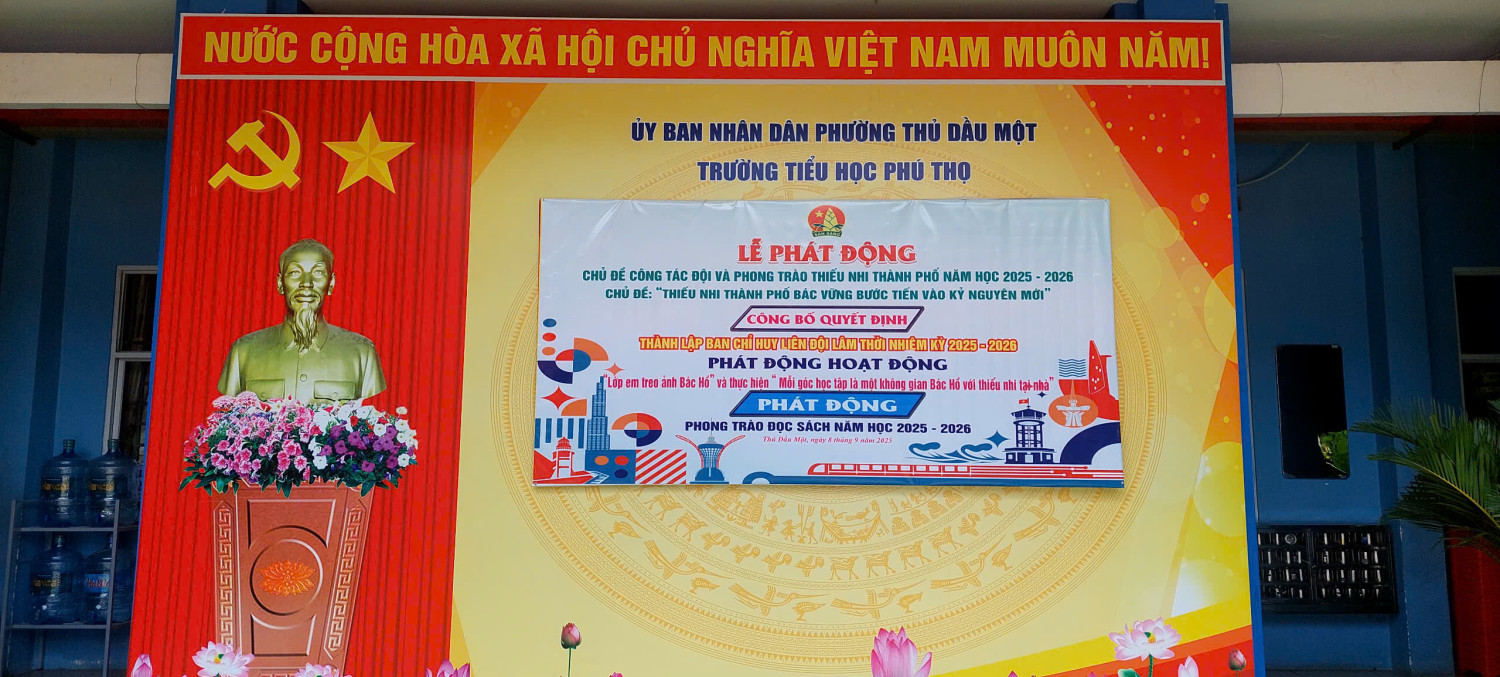 NƯỚC CỘNG HÒA XÃ HỘI CHỦ NGHĨA VIỆT NAM MUÔN NĂM!
ỦY BAN NHÂN DÂN PHƯỜNG THỦ DẦU MỘT
TRƯỜNG TIỂU HỌC PHÚ THỌ
SẴN SÀNG
LỄ PHÁT ĐỘNG
CHỦ ĐỀ CÔNG TÁC ĐỘI VÀ PHONG TRÀO THIẾU NHI THÀNH PHỐ NĂM HỌC 2025 - 2026
CHỦ ĐỀ: "THIẾU NHI THÀNH PHỐ BÁC VỮNG BƯỚC TIẾN VÀO KỶ NGUYÊN MỚI"
CÔNG BỐ QUYẾT ĐỊNH
THÀNH LẬP BAN CHỈ HUY LIÊN ĐỘI LÂM THỜI NHIỆM KỲ 2025 - 2026
PHÁT ĐỘNG HOẠT ĐỘNG
"Lớp em treo ảnh Bác Hồ" và thực hiện " Mỗi góc học tập là một không gian Bác Hồ với thiếu nhi tại nhà"
PHÁT ĐỘNG
PHONG TRÀO ĐỌC SÁCH NĂM HỌC 2025 - 2026
Thủ Dầu Một, ngày 8 tháng 9 năm 2025